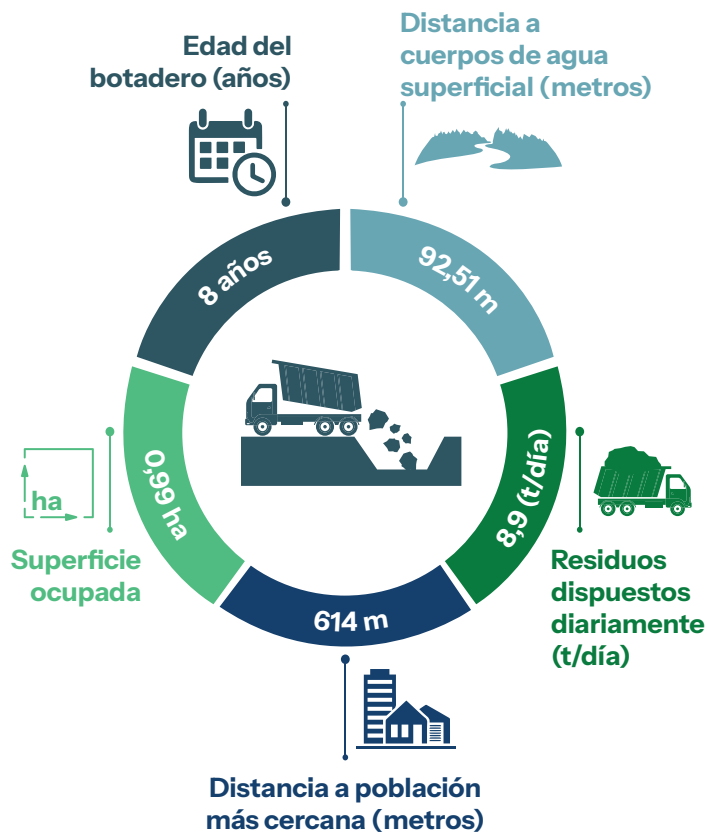 Edad del
botadero (años)
Distancia a
cuerpos de agua
superficial (metros)
8 años
92,51 m
0,99 ha
8,9 (t/día)
614 m
ha
Superficie
ocupada
Residuos
dispuestos
diariamente
(t/día)
Distancia a población
más cercana (metros)